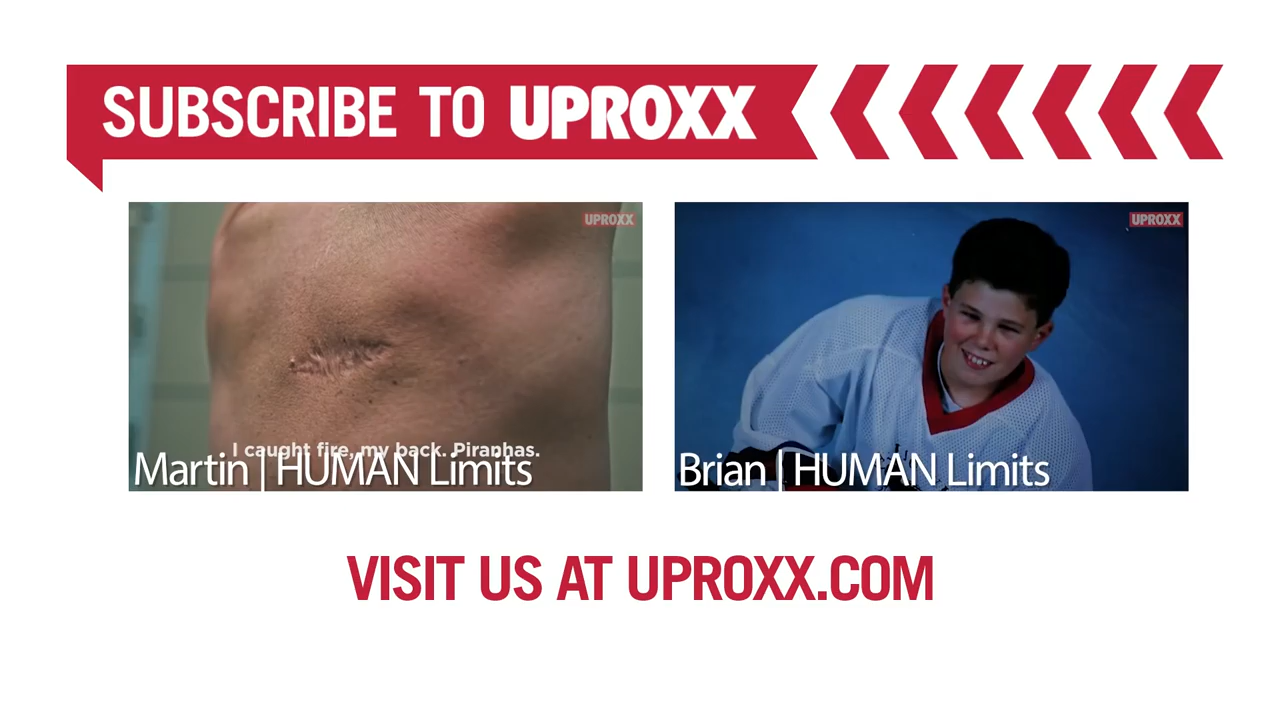 SUBSCRIBE TO UPROXX
UPROXX
I caught fire, my back. Piranhas.
Martin | HUMAN Limits
UPROXX
Brian | HUMAN Limits
VISIT US AT UPROXX.COM